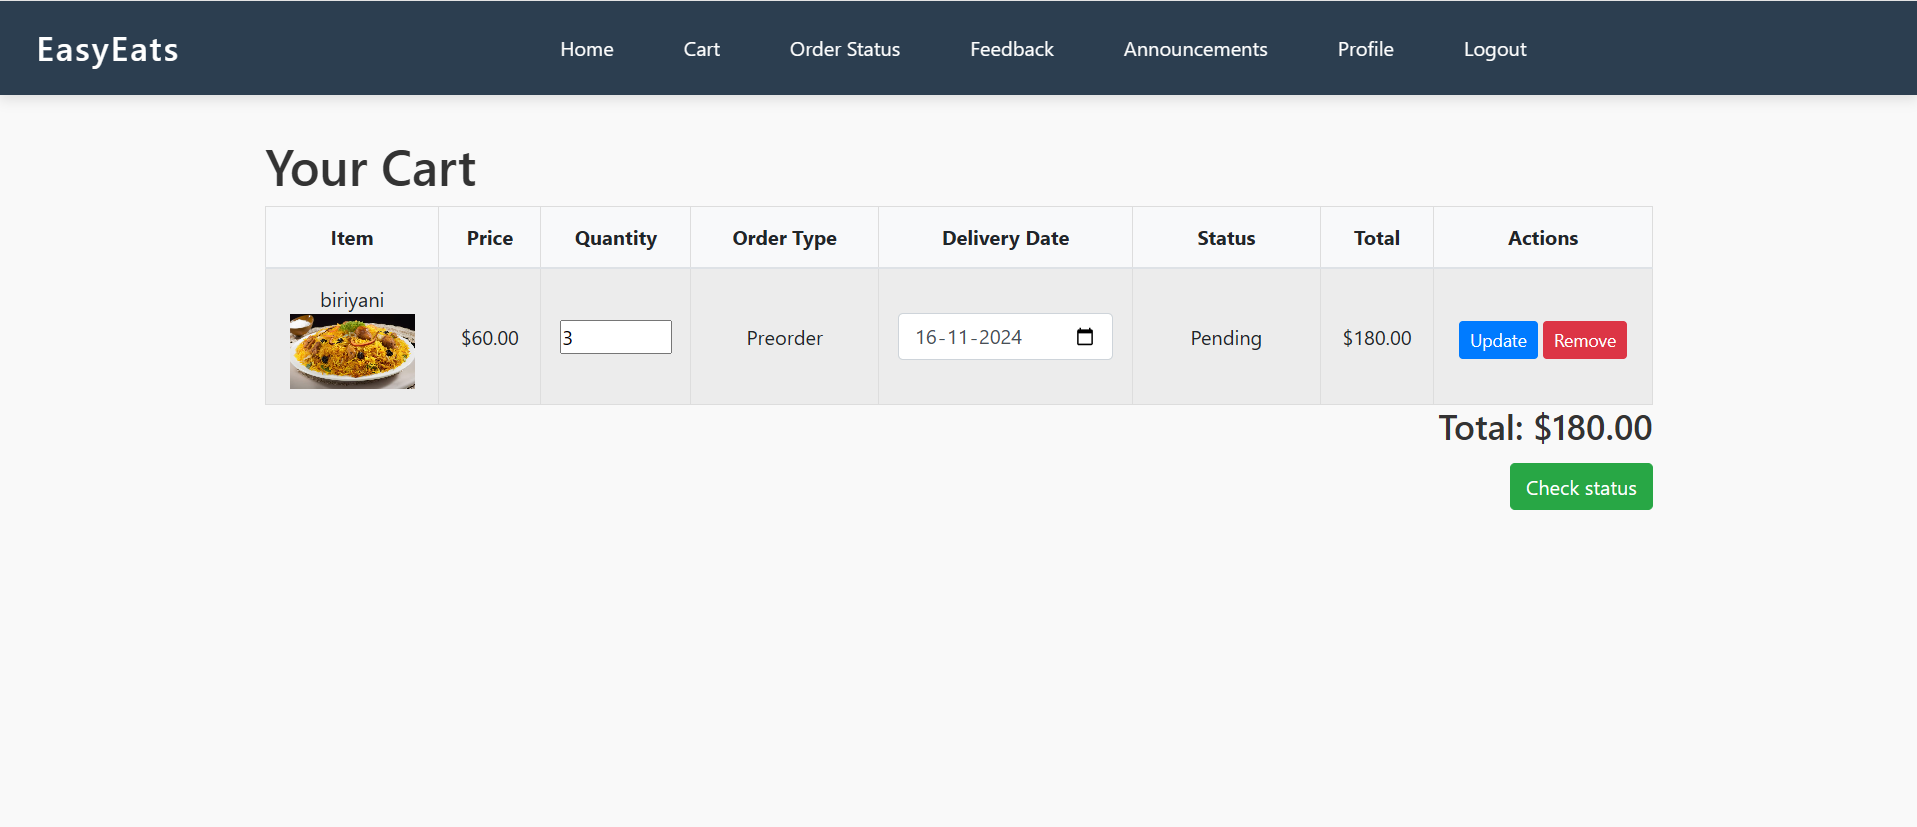 EasyEats Home Cart Order Status Feedback Announcements Profile Logout
Your Cart
Item Price Quantity Order Type Delivery Date Status Total Actions
biriyani
$60.00 3 Preorder 16-11-2024 Pending $180.00 Update Remove
Total: $180.00
Check status